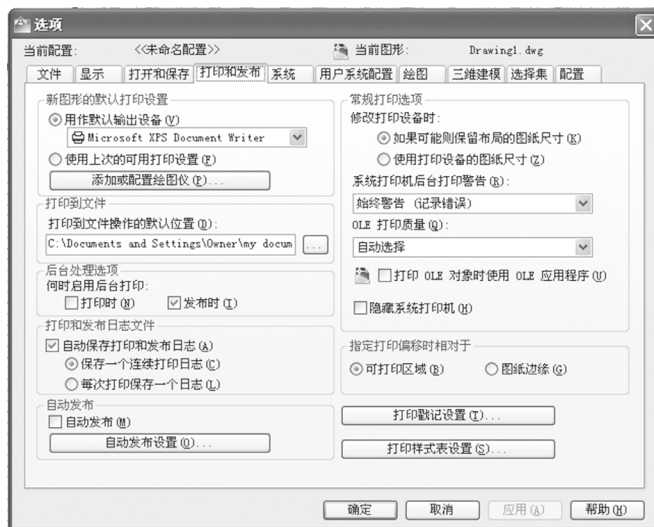 选项
当前配置: <<未命名配置>> 当前图形: Drawing1.dwg
文件 显示 打开和保存 打印和发布 系统 用户系统配置 绘图 三维建模 选择集 配置
新图形的默认打印设置
用作默认输出设备(V)
Microsoft XPS Document Writer
使用上次的可用打印设置(F)
添加或配置绘图仪(P)...
打印到文件
打印到文件操作的默认位置(D):
C:\Documents and Settings\Owner\my docum ...
后台处理选项
何时启用后台打印:
打印时(N) 发布时(I)
打印和发布日志文件
自动保存打印和发布日志(A)
保存一个连续打印日志(C)
每次打印保存一个日志(L)
自动发布
自动发布(M)
自动发布设置(O)...
常规打印选项
修改打印设备时:
如果可能则保留布局的图纸尺寸(K)
使用打印设备的图纸尺寸(Z)
系统打印机后台打印警告(R):
始终警告 (记录错误)
OLE 打印质量(Q):
自动选择
打印 OLE 对象时使用 OLE 应用程序(U)
隐藏系统打印机(H)
指定打印偏移时相对于
可打印区域(B) 图纸边缘(G)
打印戳记设置(T)...
打印样式表设置(S)...
确定 取消 应用(A) 帮助(H)